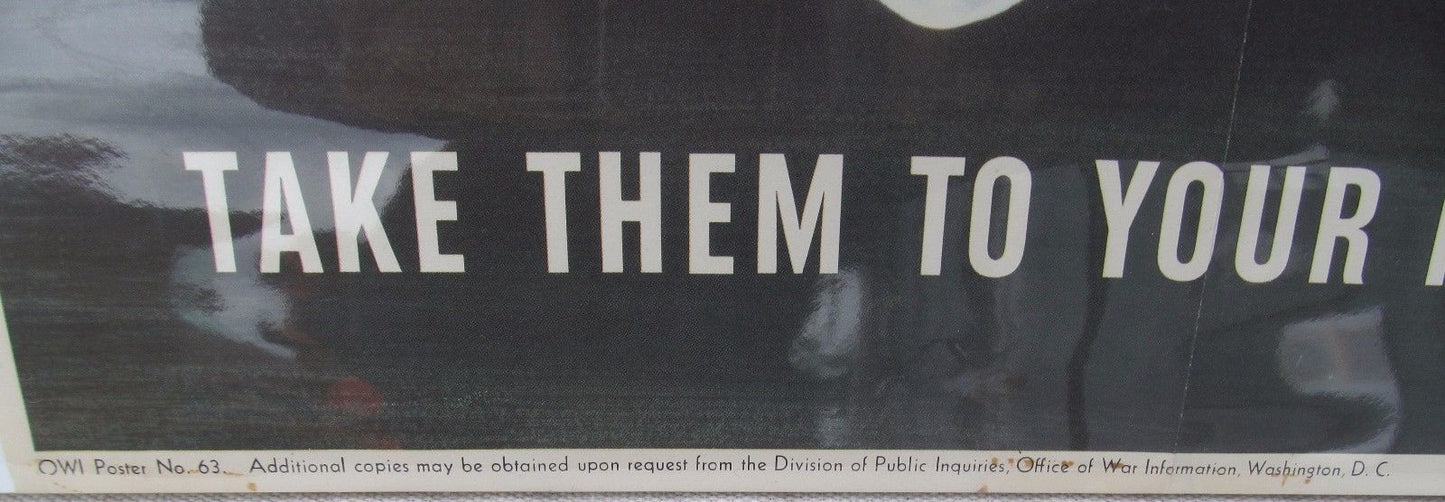 TAKE THEM TO YOUR
OWI Poster No. 63. Additional copies may be obtained upon request from the Division of Public Inquiries, Office of War Information, Washington, D. C.